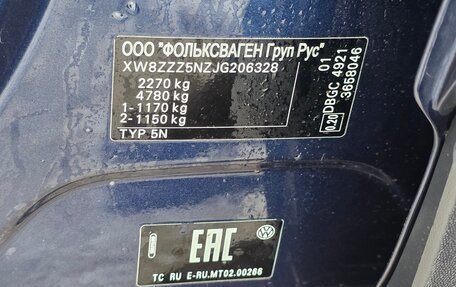 ООО "ФОЛЬКСВАГЕН Груп Рус"
XW8ZZZ5NZJG206328
2270 kg
4780 kg
1-1170 kg
2-1150 kg
TYP 5N
01
DBGC 4921
3658046
0.20
EAC
TC RU E-RU.MT02.00266